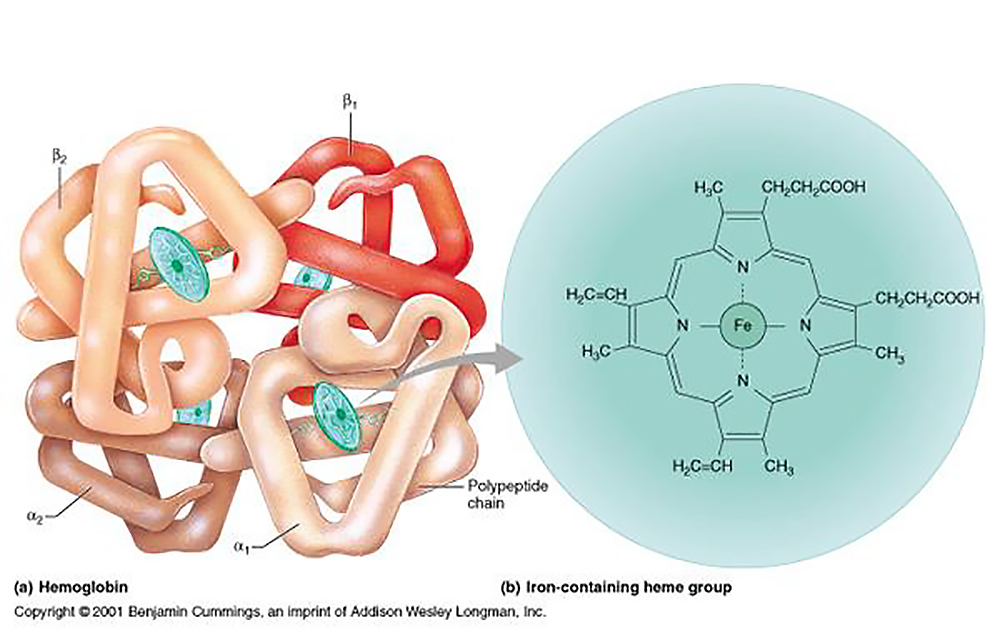 β₁
β₂
H₃C
CH₂CH₂COOH
N
H₂C=CH
CH₂CH₂COOH
N
Fe
N
H₃C
CH₃
N
H₂C=CH
CH₃
Polypeptide
chain
α₂
α₁
(a) Hemoglobin
(b) Iron-containing heme group
Copyright © 2001 Benjamin Cummings, an imprint of Addison Wesley Longman, Inc.